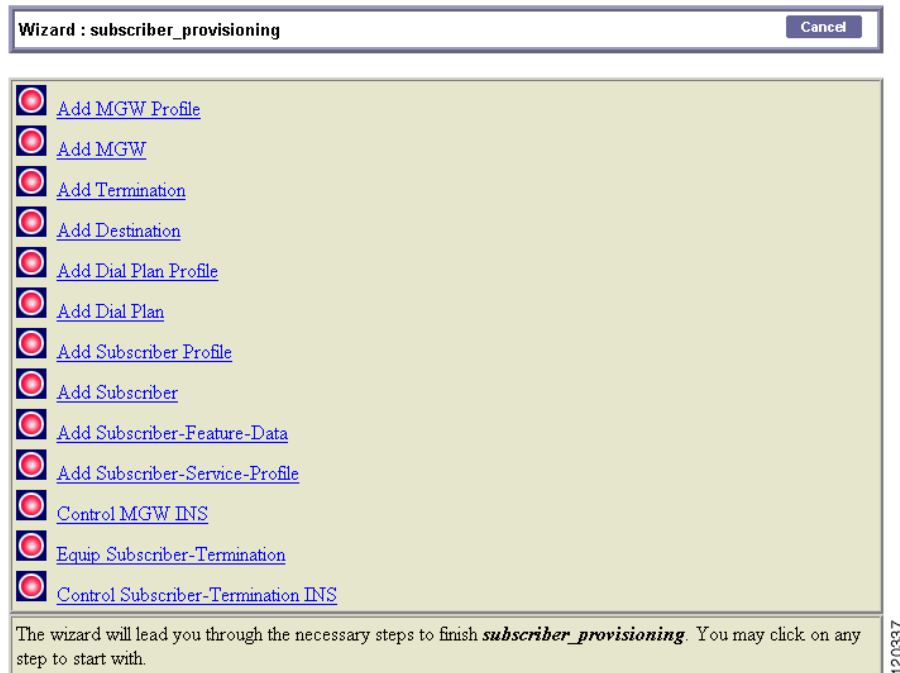 Wizard : subscriber_provisioning
Cancel
Add MGW Profile
Add MGW
Add Termination
Add Destination
Add Dial Plan Profile
Add Dial Plan
Add Subscriber Profile
Add Subscriber
Add Subscriber-Feature-Data
Add Subscriber-Service-Profile
Control MGW INS
Equip Subscriber-Termination
Control Subscriber-Termination INS
The wizard will lead you through the necessary steps to finish subscriber_provisioning. You may click on any
step to start with.
120337